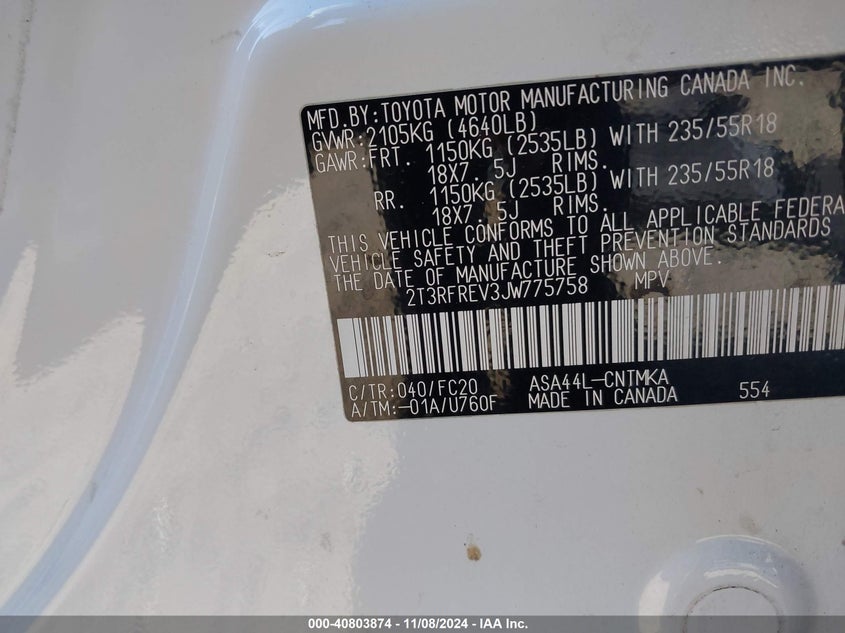 MFD.BY:TOYOTA MOTOR MANUFACTURING CANADA INC.
GVWR:2105KG (4640LB)
GAWR:FRT. 1150KG (2535LB) WITH 235/55R18
18X7. 5J RIMS.
RR. 1150KG (2535LB) WITH 235/55R18
18X7. 5J RIMS.
THIS VEHICLE CONFORMS TO ALL APPLICABLE FEDERA
VEHICLE SAFETY AND THEFT PREVENTION STANDARDS
THE DATE OF MANUFACTURE SHOWN ABOVE.
2T3RFREV3JW775758 MPV
C/TR:040/FC20 ASA44L-CNTMKA 554
A/TM:-01A/U760F MADE IN CANADA
000-40803874 - 11/08/2024 - IAA Inc.